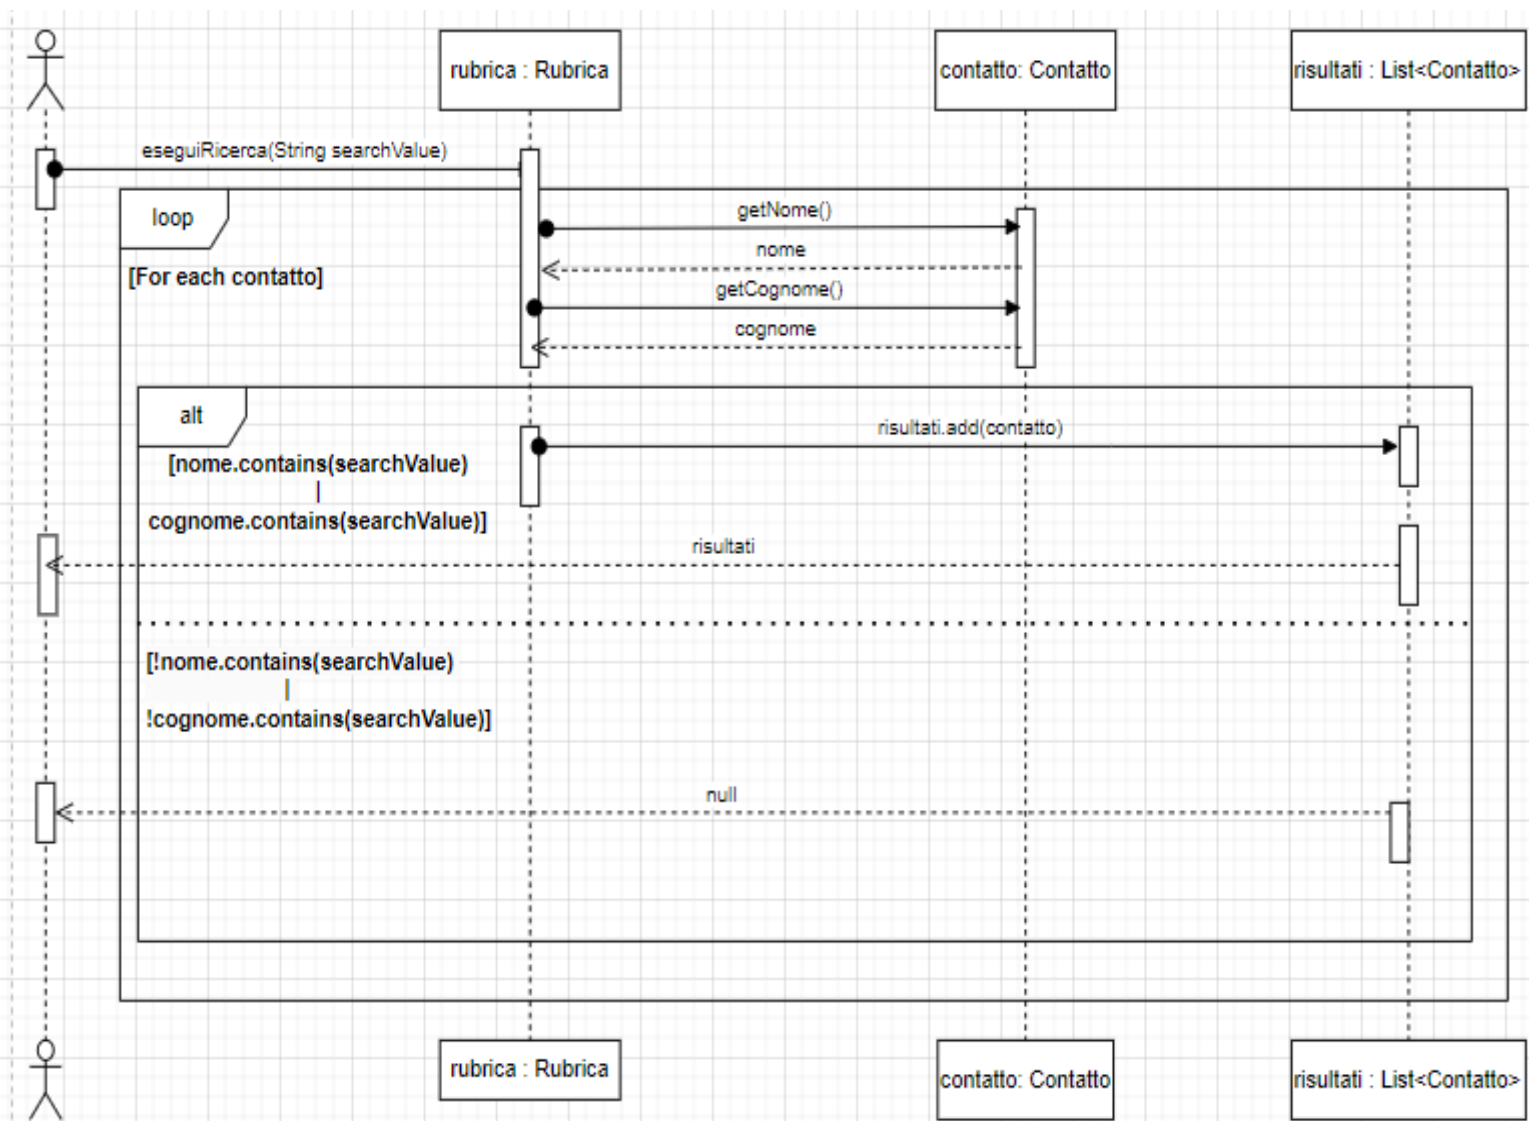 rubrica : Rubrica
contatto: Contatto
risultati : List<Contatto>
eseguiRicerca(String searchValue)
loop
[For each contatto]
getNome()
nome
getCognome()
cognome
alt
[nome.contains(searchValue)
|
cognome.contains(searchValue)]
risultati.add(contatto)
risultati
[!nome.contains(searchValue)
|
!cognome.contains(searchValue)]
null
rubrica : Rubrica
contatto: Contatto
risultati : List<Contatto>